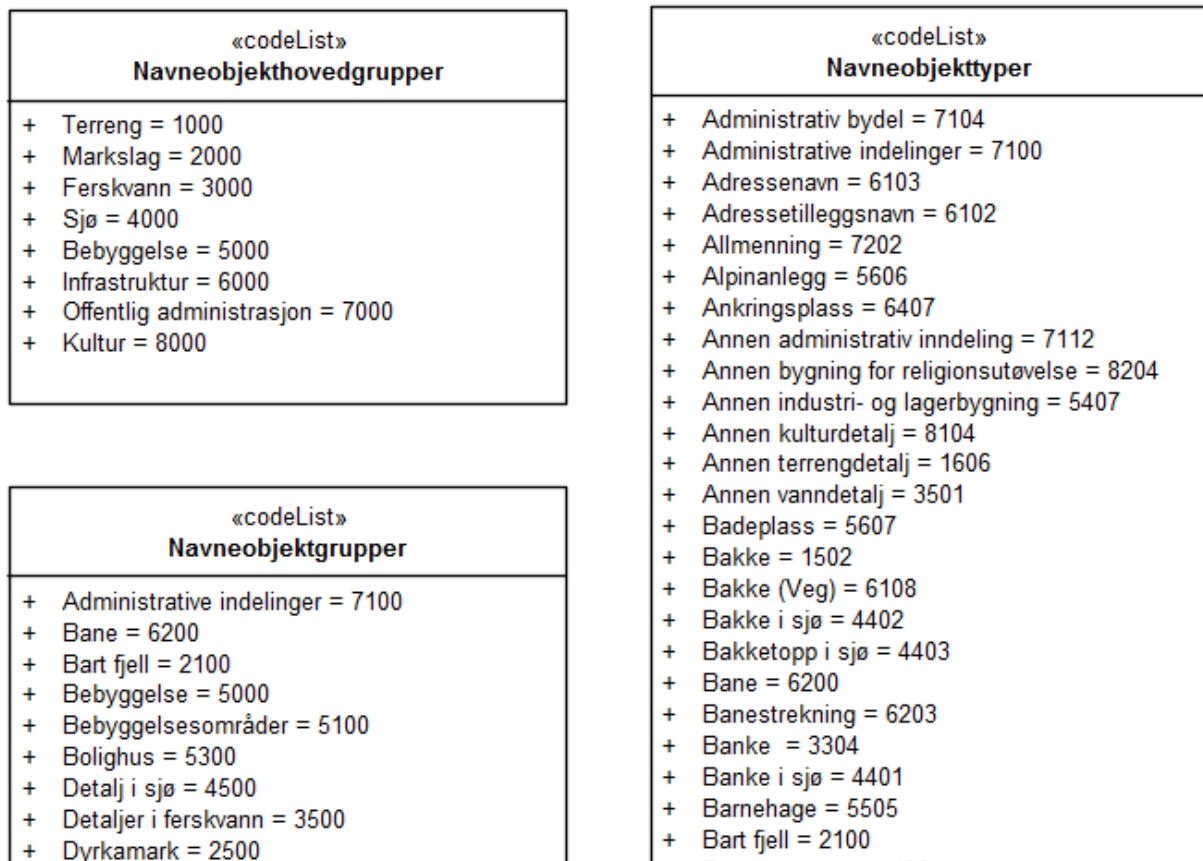 «codeList»
Navneobjekthovedgrupper
+ Terreng = 1000
+ Markslag = 2000
+ Ferskvann = 3000
+ Sjø = 4000
+ Bebyggelse = 5000
+ Infrastruktur = 6000
+ Offentlig administrasjon = 7000
+ Kultur = 8000
«codeList»
Navneobjektgrupper
+ Administrative indelinger = 7100
+ Bane = 6200
+ Bart fjell = 2100
+ Bebyggelse = 5000
+ Bebyggelsesområder = 5100
+ Bolighus = 5300
+ Detalj i sjø = 4500
+ Detaljer i ferskvann = 3500
+ Dyrkamark = 2500
«codeList»
Navneobjekttyper
+ Administrativ bydel = 7104
+ Administrative indelinger = 7100
+ Adressenavn = 6103
+ Adressetilleggsnavn = 6102
+ Allmenning = 7202
+ Alpinanlegg = 5606
+ Ankringsplass = 6407
+ Annen administrativ inndeling = 7112
+ Annen bygning for religionsutøvelse = 8204
+ Annen industri- og lagerbygning = 5407
+ Annen kulturdetalj = 8104
+ Annen terrengdetalj = 1606
+ Annen vanndetalj = 3501
+ Badeplass = 5607
+ Bakke = 1502
+ Bakke (Veg) = 6108
+ Bakke i sjø = 4402
+ Bakketopp i sjø = 4403
+ Bane = 6200
+ Banestrekning = 6203
+ Banke = 3304
+ Banke i sjø = 4401
+ Barnehage = 5505
+ Bart fjell = 2100